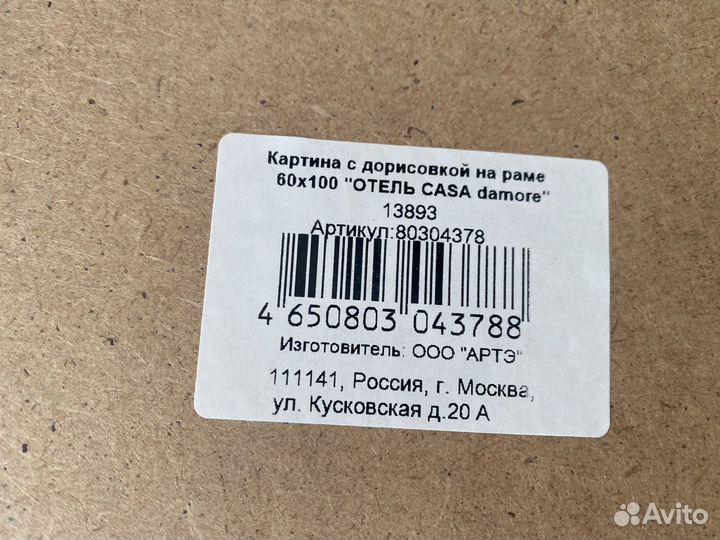 Картина с дорисовкой на раме
60х100 "ОТЕЛЬ CASA damore"
13893
Артикул:80304378
4 650803 043788
Изготовитель: ООО "АРТЭ"
111141, Россия, г. Москва,
ул. Кусковская д.20 А
Avito